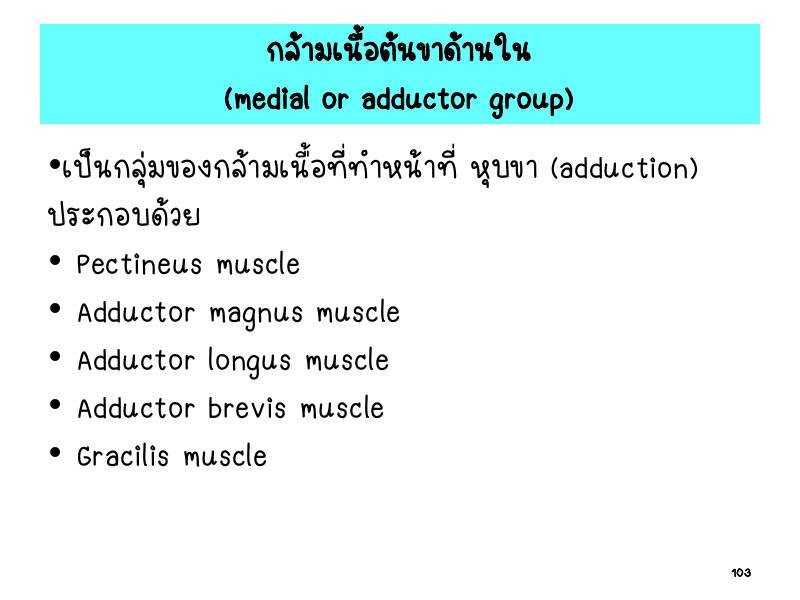 กล้ามเนื้อต้นขาด้านใน
(medial or adductor group)
•เป็นกลุ่มของกล้ามเนื้อที่ทำหน้าที่ หุบขา (adduction)
ประกอบด้วย
• Pectineus muscle
• Adductor magnus muscle
• Adductor longus muscle
• Adductor brevis muscle
• Gracilis muscle
103